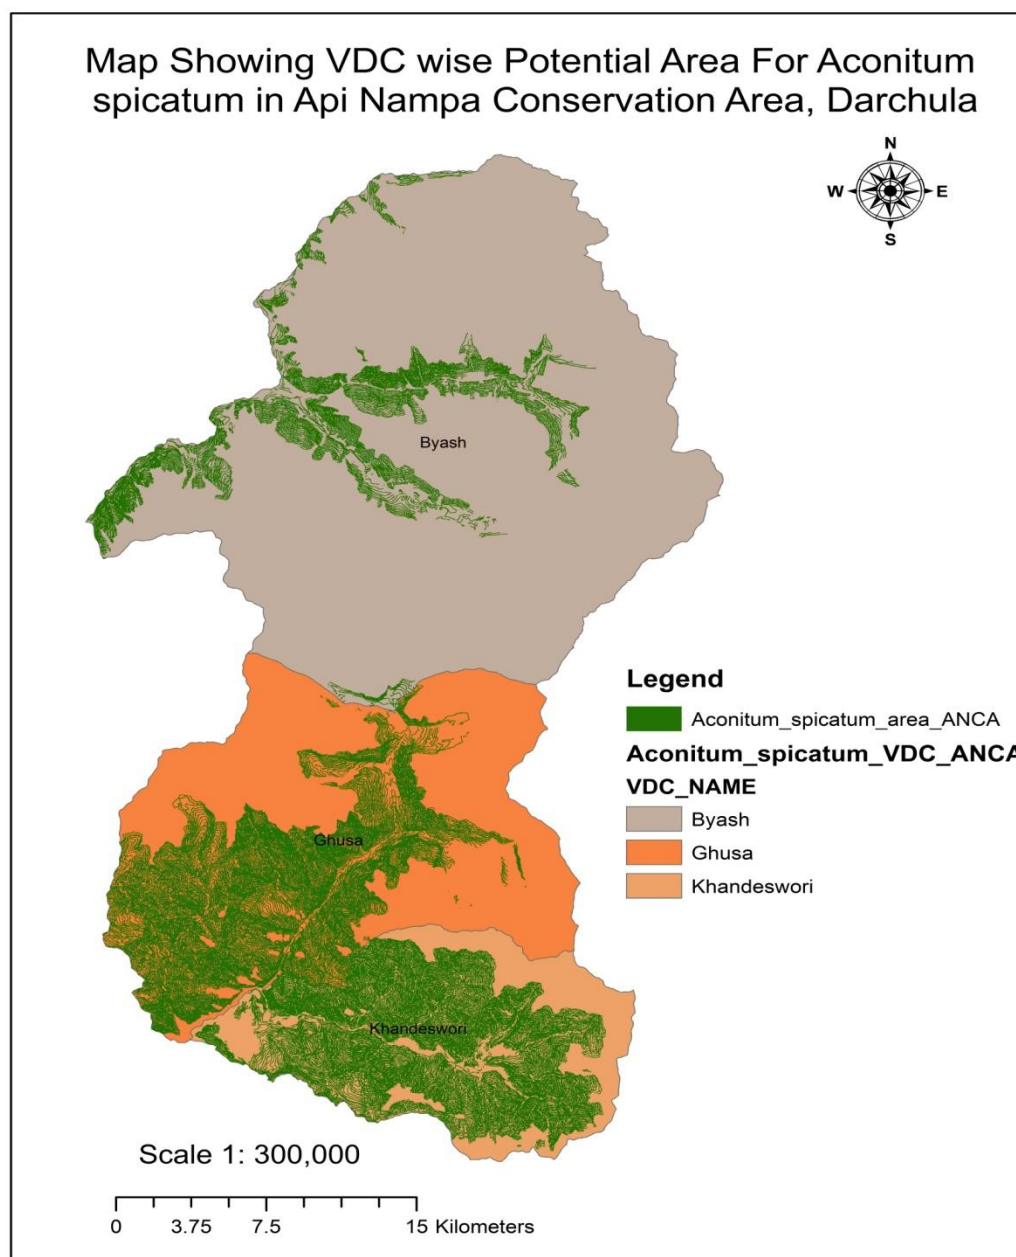 Map Showing VDC wise Potential Area For Aconitum
spicatum in Api Nampa Conservation Area, Darchula
N
W E
S
Byash
Legend
Aconitum_spicatum_area_ANCA
Aconitum_spicatum_VDC_ANCA
VDC_NAME
Byash
Ghusa
Khandeswori
Ghusa
Khandeswori
Scale 1: 300,000
0 3.75 7.5 15 Kilometers